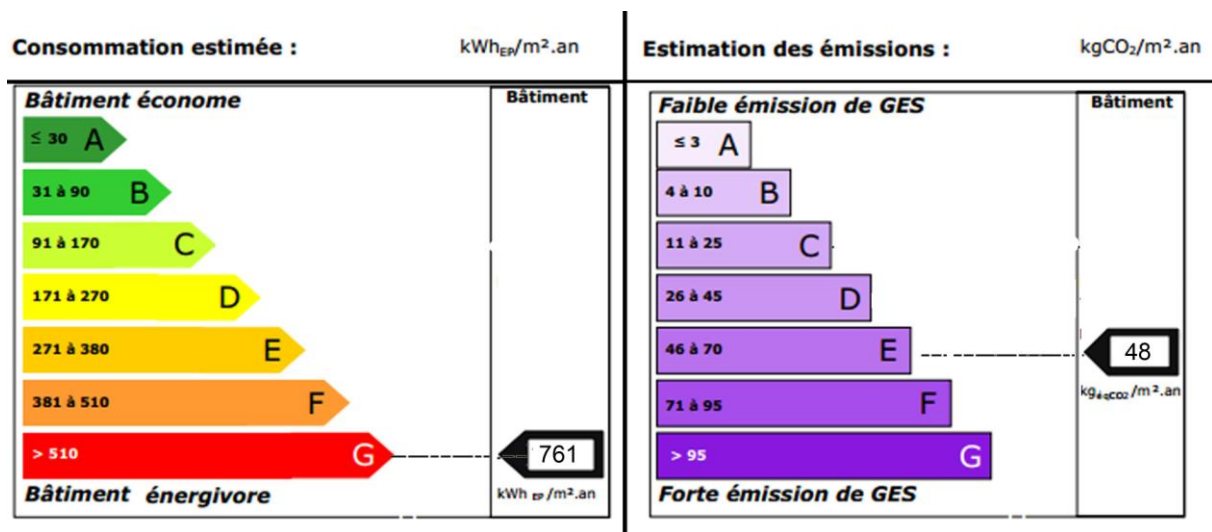 Consommation estimée :
kWhEP/m².an
Bâtiment économe
Bâtiment
≤ 30 A
31 à 90 B
91 à 170 C
171 à 270 D
271 à 380 E
381 à 510 F
> 510 G
761
Bâtiment énergivore
kWh EP /m².an
Estimation des émissions :
kgCO₂/m².an
Faible émission de GES
Bâtiment
≤ 3 A
4 à 10 B
11 à 25 C
26 à 45 D
46 à 70 E
48
kgéqCO2/m².an
71 à 95 F
> 95 G
Forte émission de GES